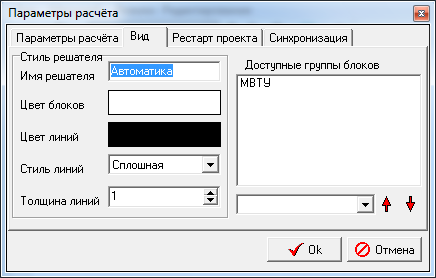 Параметры расчёта
Параметры расчёта Вид Рестарт проекта Синхронизация
Стиль решателя
Имя решателя Автоматика
Цвет блоков
Цвет линий
Стиль линий Сплошная
Толщина линий 1
Доступные группы блоков
МВТУ
Ok Отмена